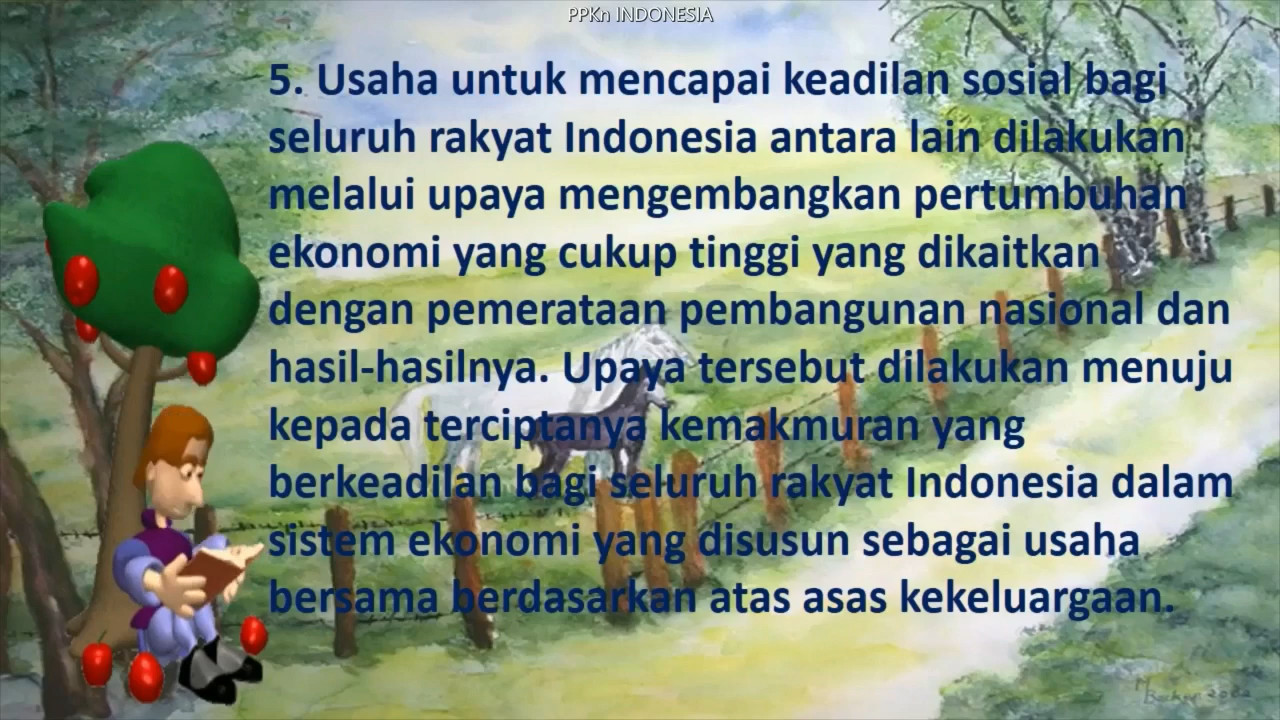 PPKn INDONESIA
5. Usaha untuk mencapai keadilan sosial bagi
seluruh rakyat Indonesia antara lain dilakukan
melalui upaya mengembangkan pertumbuhan
ekonomi yang cukup tinggi yang dikaitkan
dengan pemerataan pembangunan nasional dan
hasil-hasilnya. Upaya tersebut dilakukan menuju
kepada terciptanya kemakmuran yang
berkeadilan bagi seluruh rakyat Indonesia dalam
sistem ekonomi yang disusun sebagai usaha
bersama berdasarkan atas asas kekeluargaan.